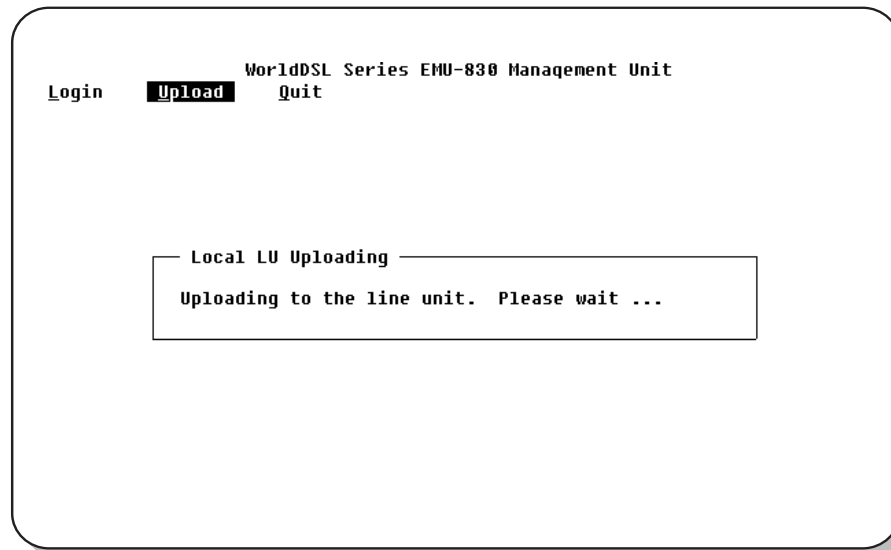 WorldDSL Series EMU-830 Management Unit
Login Upload Quit
Local LU Uploading
Uploading to the line unit. Please wait ...